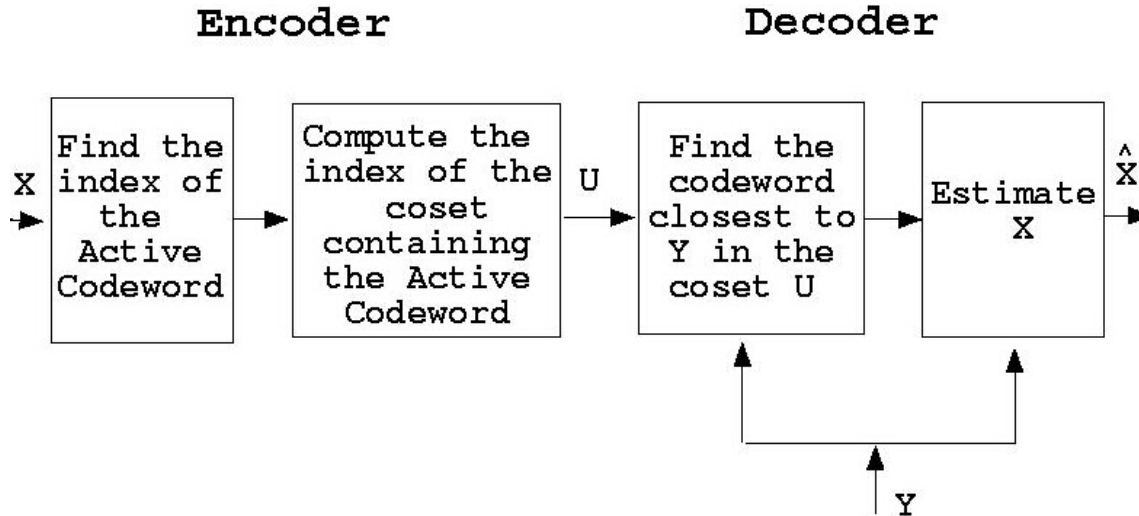 Encoder
Decoder
X
Find the
index of
the
Active
Codeword
Compute the
index of the
coset
containing
the Active
Codeword
U
Find the
codeword
closest to
Y in the
coset U
Estimate
X
X̂
Y